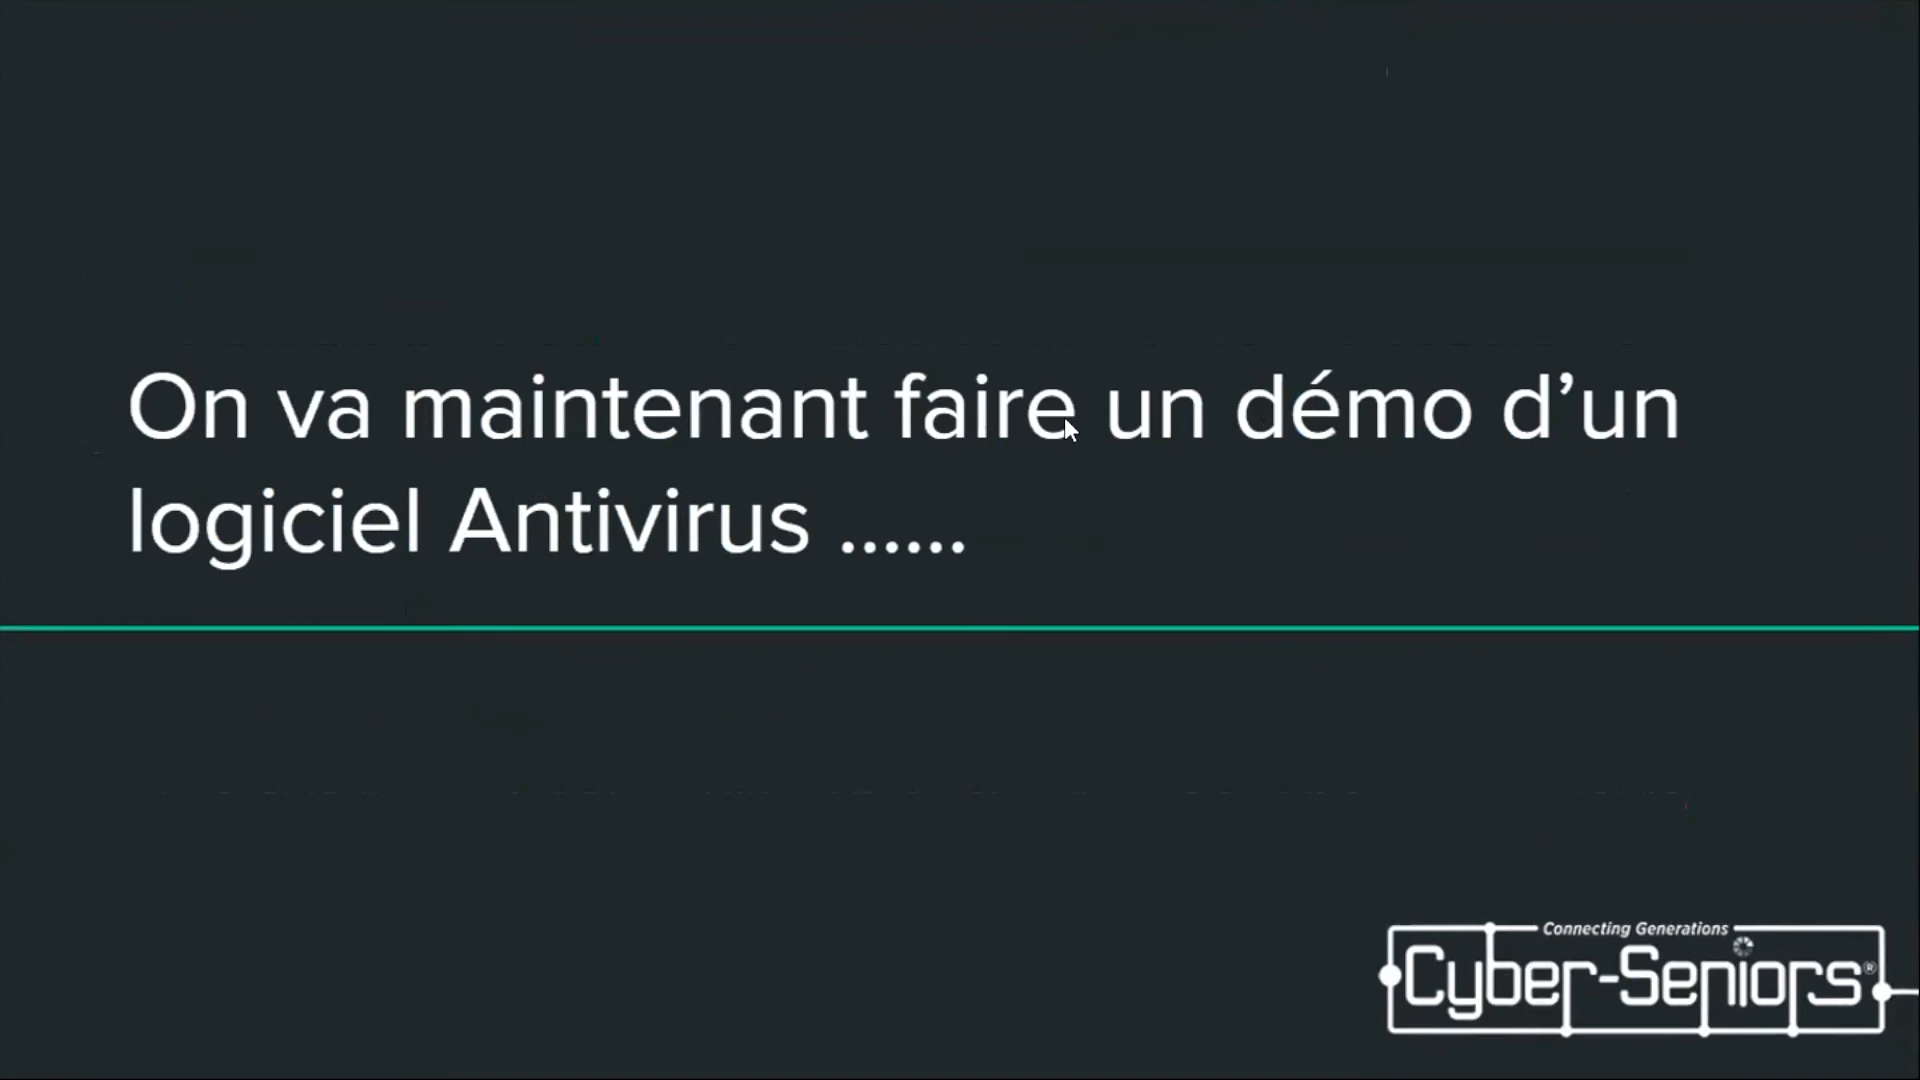 On va maintenant faire un démo d’un
logiciel Antivirus ......
Connecting Generations
Cyber-Seniors®